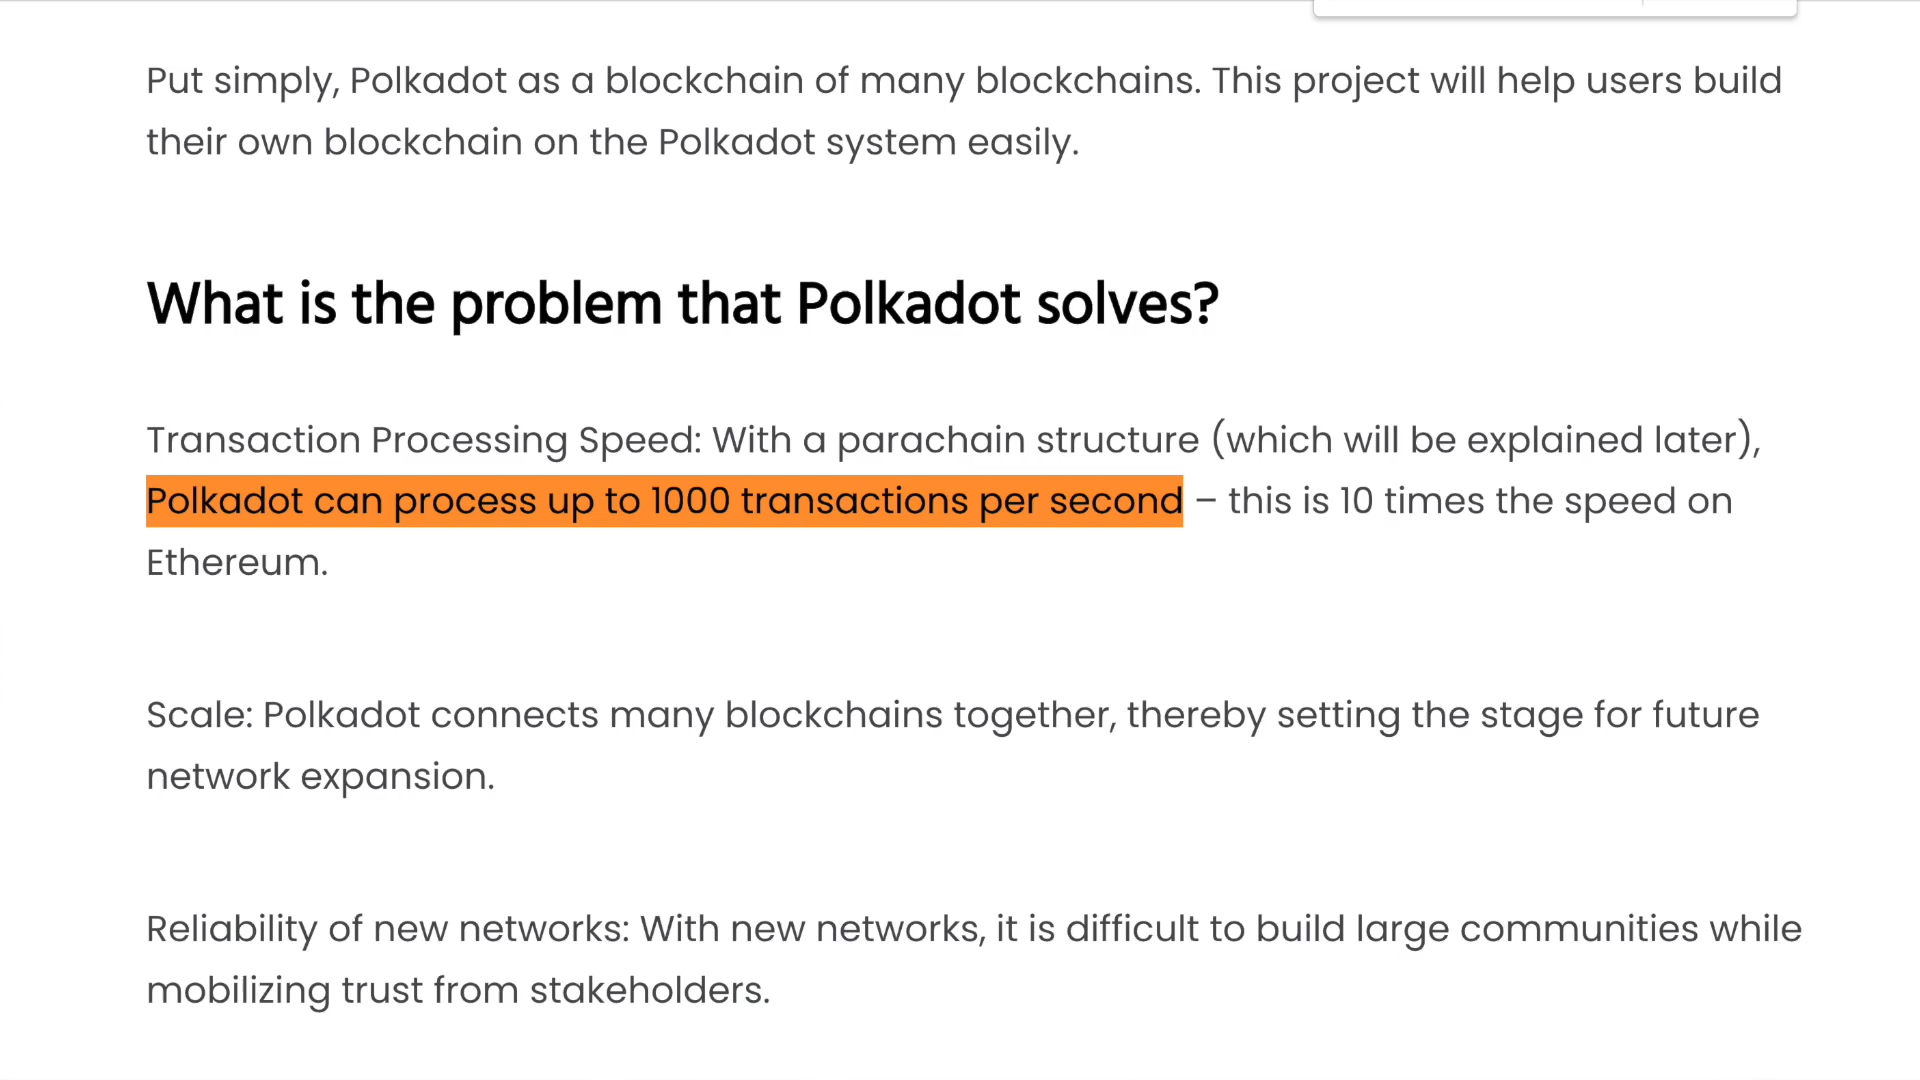 Put simply, Polkadot as a blockchain of many blockchains. This project will help users build
their own blockchain on the Polkadot system easily.
What is the problem that Polkadot solves?
Transaction Processing Speed: With a parachain structure (which will be explained later),
Polkadot can process up to 1000 transactions per second – this is 10 times the speed on
Ethereum.
Scale: Polkadot connects many blockchains together, thereby setting the stage for future
network expansion.
Reliability of new networks: With new networks, it is difficult to build large communities while
mobilizing trust from stakeholders.